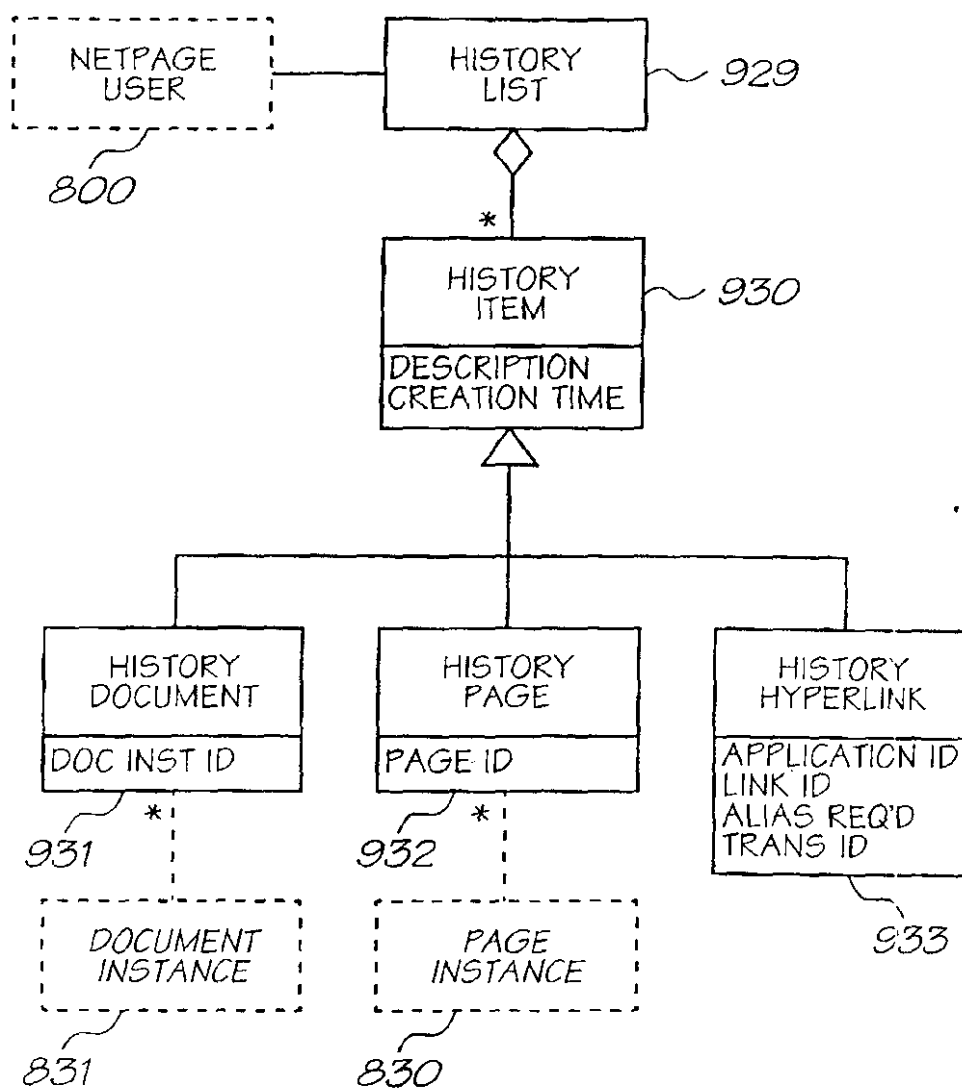 NETPAGE
USER
HISTORY
LIST
929
800
*
HISTORY
ITEM
930
DESCRIPTION
CREATION TIME
HISTORY
DOCUMENT
HISTORY
PAGE
HISTORY
HYPERLINK
DOC INST ID
PAGE ID
APPLICATION ID
LINK ID
ALIAS REQ'D
TRANS ID
931
*
932
*
933
DOCUMENT
INSTANCE
PAGE
INSTANCE
831
830